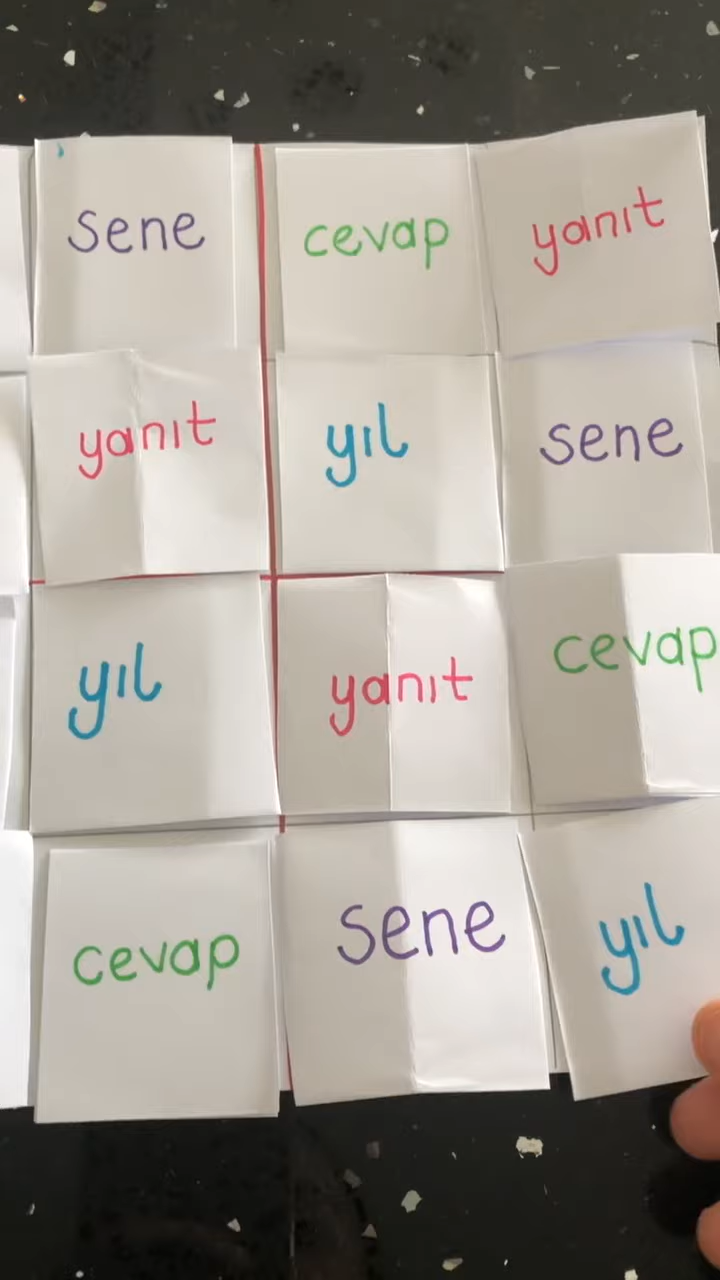 sene cevap yanıt
yanıt yıl sene
yıl yanıt cevap
cevap sene yıl